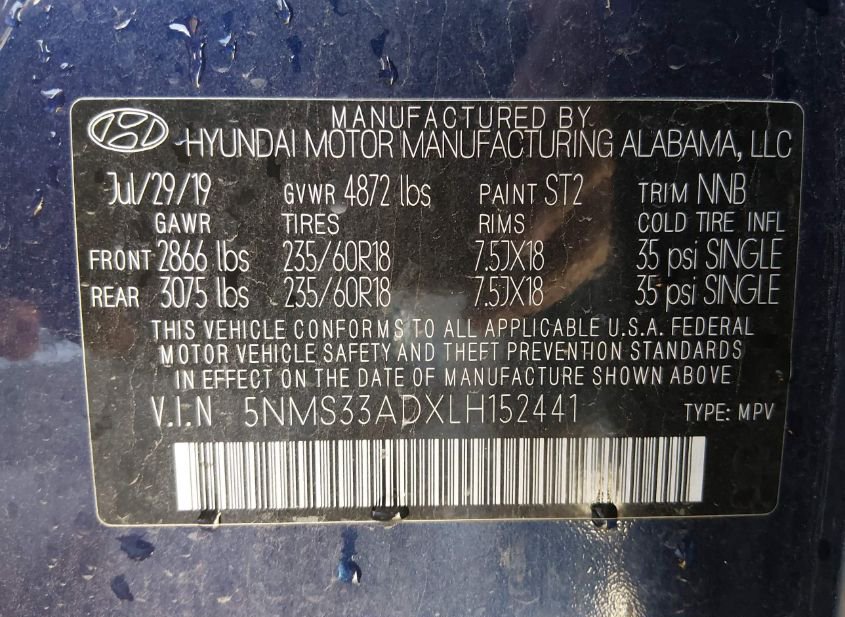 MANUFACTURED BY
HYUNDAI MOTOR MANUFACTURING ALABAMA, LLC
Jul/29/19 GVWR 4872 lbs PAINT ST2 TRIM NNB
GAWR TIRES RIMS COLD TIRE INFL
FRONT 2866 lbs 235/60R18 7.5JX18 35 psi SINGLE
REAR 3075 lbs 235/60R18 7.5JX18 35 psi SINGLE
THIS VEHICLE CONFORMS TO ALL APPLICABLE U.S.A. FEDERAL
MOTOR VEHICLE SAFETY AND THEFT PREVENTION STANDARDS
IN EFFECT ON THE DATE OF MANUFACTURE SHOWN ABOVE
V.I.N 5NMS33ADXLH152441 TYPE: MPV